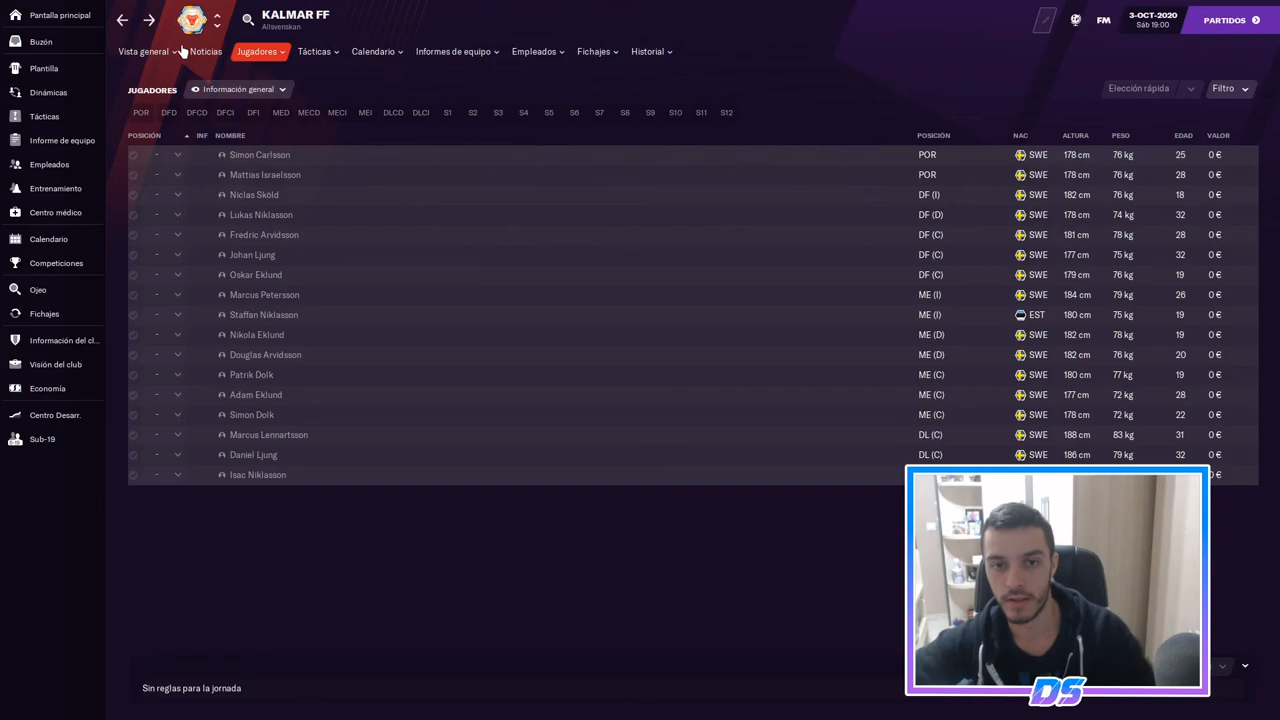 Pantalla principal
Buzón
Plantilla
Dinámicas
Tácticas
Informe de equipo
Empleados
Entrenamiento
Centro médico
Calendario
Competiciones
Ojeo
Fichajes
Información del cl...
Visión del club
Economía
Centro Desarr.
Sub-19
KALMAR FF
Allsvenskan
FM
3-OCT-2020
Sáb 19:00
PARTIDOS
Vista general Noticias Jugadores Tácticas Calendario Informes de equipo Empleados Fichajes Historial
JUGADORES Información general Elección rápida Filtro
POR DFD DFCD DFCI DFI MED MECD MECI MEI DLCD DLCI S1 S2 S3 S4 S5 S6 S7 S8 S9 S10 S11 S12
POSICIÓN INF NOMBRE POSICIÓN NAC ALTURA PESO EDAD VALOR
- Simon Carlsson POR SWE 178 cm 76 kg 25 0 €
- Mattias Israelsson POR SWE 178 cm 76 kg 28 0 €
- Niclas Sköld DF (I) SWE 182 cm 76 kg 18 0 €
- Lukas Niklasson DF (D) SWE 178 cm 74 kg 32 0 €
- Fredric Arvidsson DF (C) SWE 181 cm 78 kg 28 0 €
- Johan Ljung DF (C) SWE 177 cm 75 kg 32 0 €
- Oskar Eklund DF (C) SWE 179 cm 76 kg 19 0 €
- Marcus Petersson ME (I) SWE 184 cm 79 kg 26 0 €
- Staffan Niklasson ME (I) EST 180 cm 75 kg 19 0 €
- Nikola Eklund ME (D) SWE 182 cm 78 kg 19 0 €
- Douglas Arvidsson ME (D) SWE 182 cm 76 kg 20 0 €
- Patrik Dolk ME (C) SWE 180 cm 77 kg 19 0 €
- Adam Eklund ME (C) SWE 177 cm 72 kg 28 0 €
- Simon Dolk ME (C) SWE 178 cm 72 kg 22 0 €
- Marcus Lennartsson DL (C) SWE 188 cm 83 kg 31 0 €
- Daniel Ljung DL (C) SWE 186 cm 79 kg 32 0 €
- Isac Niklasson 0 €
Sin reglas para la jornada
DS